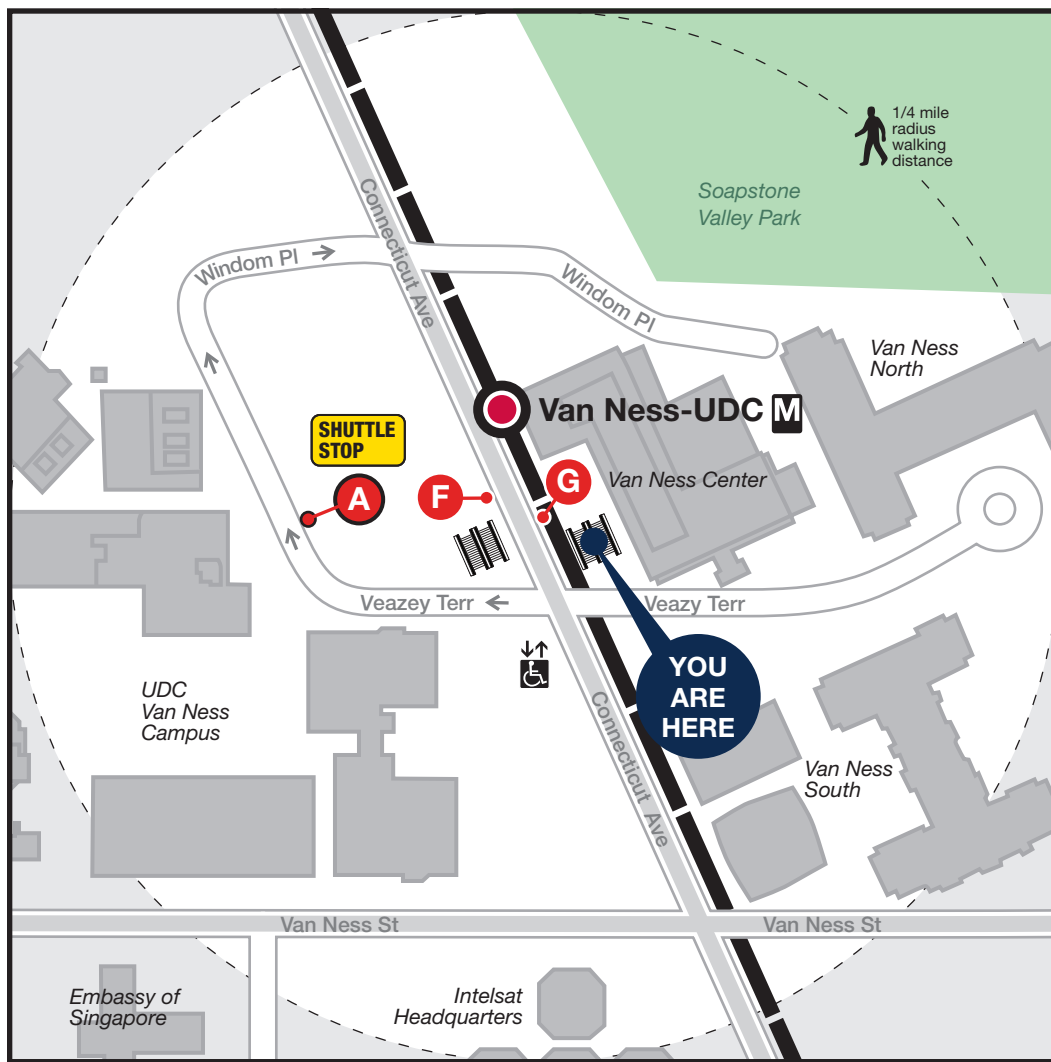 1/4 mile
radius
walking
distance
Soapstone
Valley Park
Connecticut Ave
Windom Pl
Windom Pl
Van Ness
North
Van Ness-UDC M
SHUTTLE
STOP
A
F
G
Van Ness Center
Veazey Terr
Veazy Terr
YOU
ARE
HERE
UDC
Van Ness
Campus
Connecticut Ave
Van Ness
South
Van Ness St
Van Ness St
Embassy of
Singapore
Intelsat
Headquarters